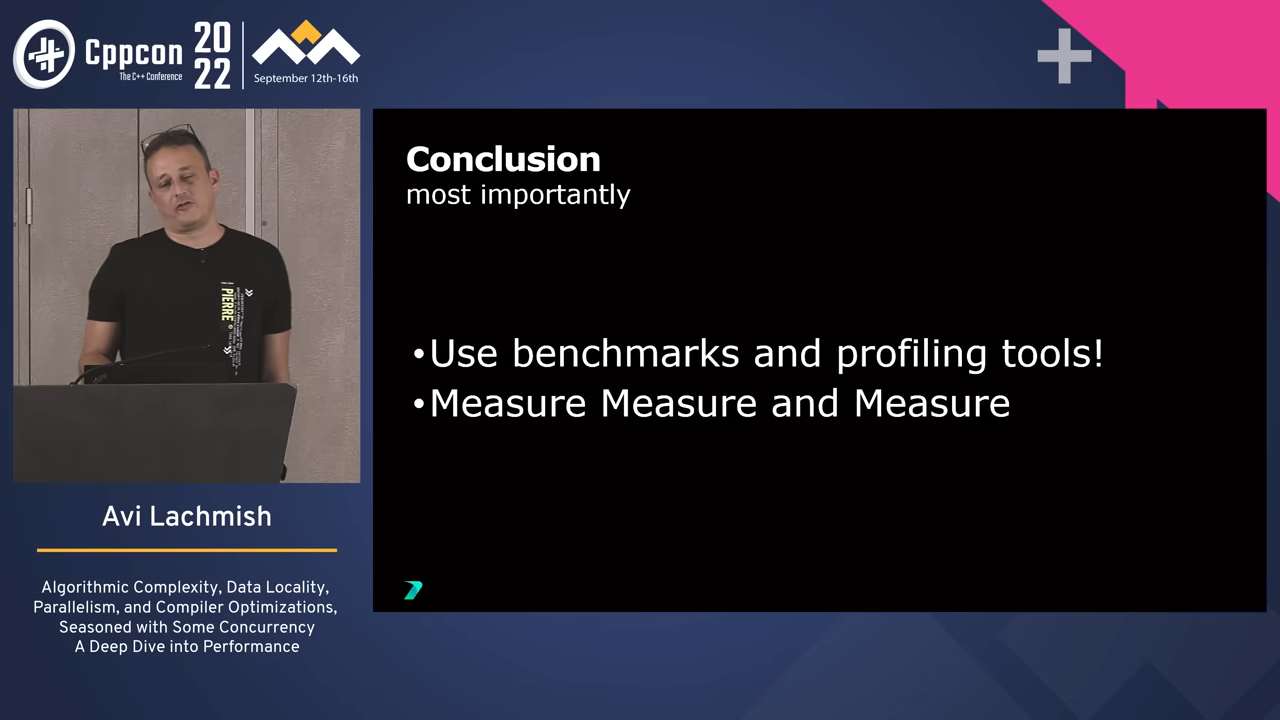 Cppcon
The C++ Conference
20
22
September 12th-16th
PIERRE
Conclusion
most importantly
•Use benchmarks and profiling tools!
•Measure Measure and Measure
Avi Lachmish
Algorithmic Complexity, Data Locality,
Parallelism, and Compiler Optimizations,
Seasoned with Some Concurrency
A Deep Dive into Performance